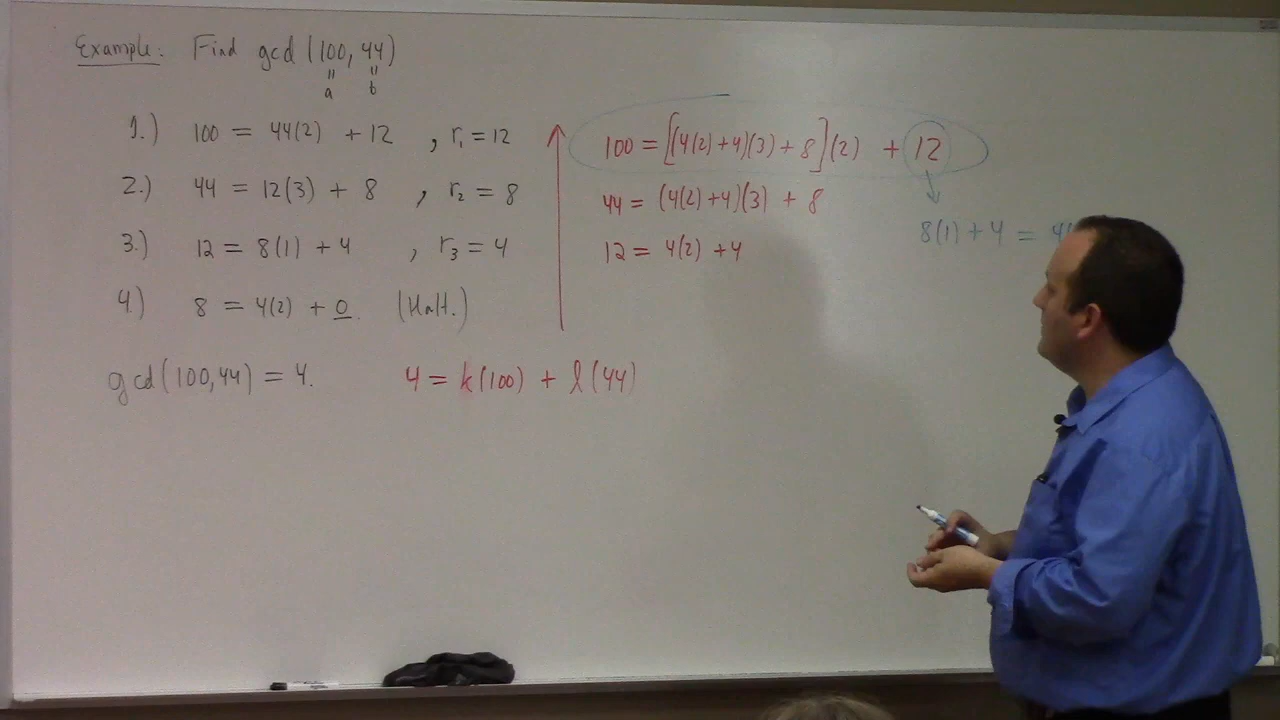 Example: Find gcd (100, 44)
= a = b
1.) 100 = 44(2) + 12 , r₁ = 12
2.) 44 = 12(3) + 8 , r₂ = 8
3.) 12 = 8(1) + 4 , r₃ = 4
4.) 8 = 4(2) + 0. (Halt.)
gcd(100,44) = 4.
4 = k(100) + l(44)
100 = [(4(2)+4)(3)+8](2) + 12
44 = (4(2)+4)(3) + 8
12 = 4(2) + 4
8(1) + 4 =